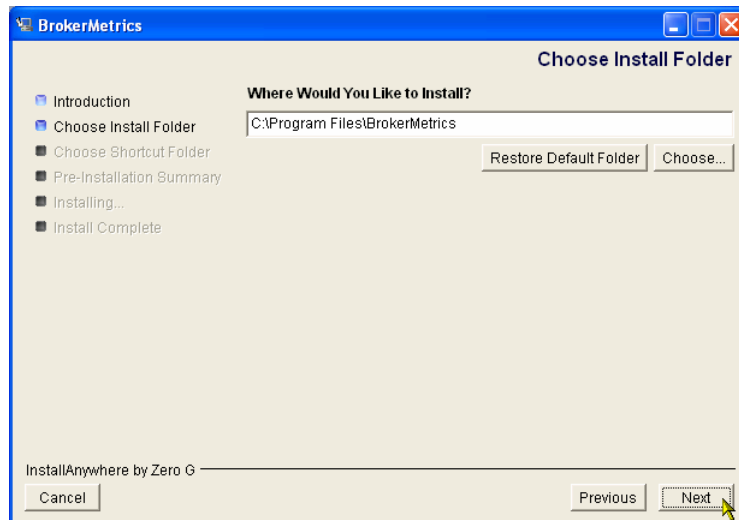 BrokerMetrics
Choose Install Folder
Introduction
Choose Install Folder
Choose Shortcut Folder
Pre-Installation Summary
Installing...
Install Complete
Where Would You Like to Install?
C:\Program Files\BrokerMetrics
Restore Default Folder
Choose...
InstallAnywhere by Zero G
Cancel
Previous
Next